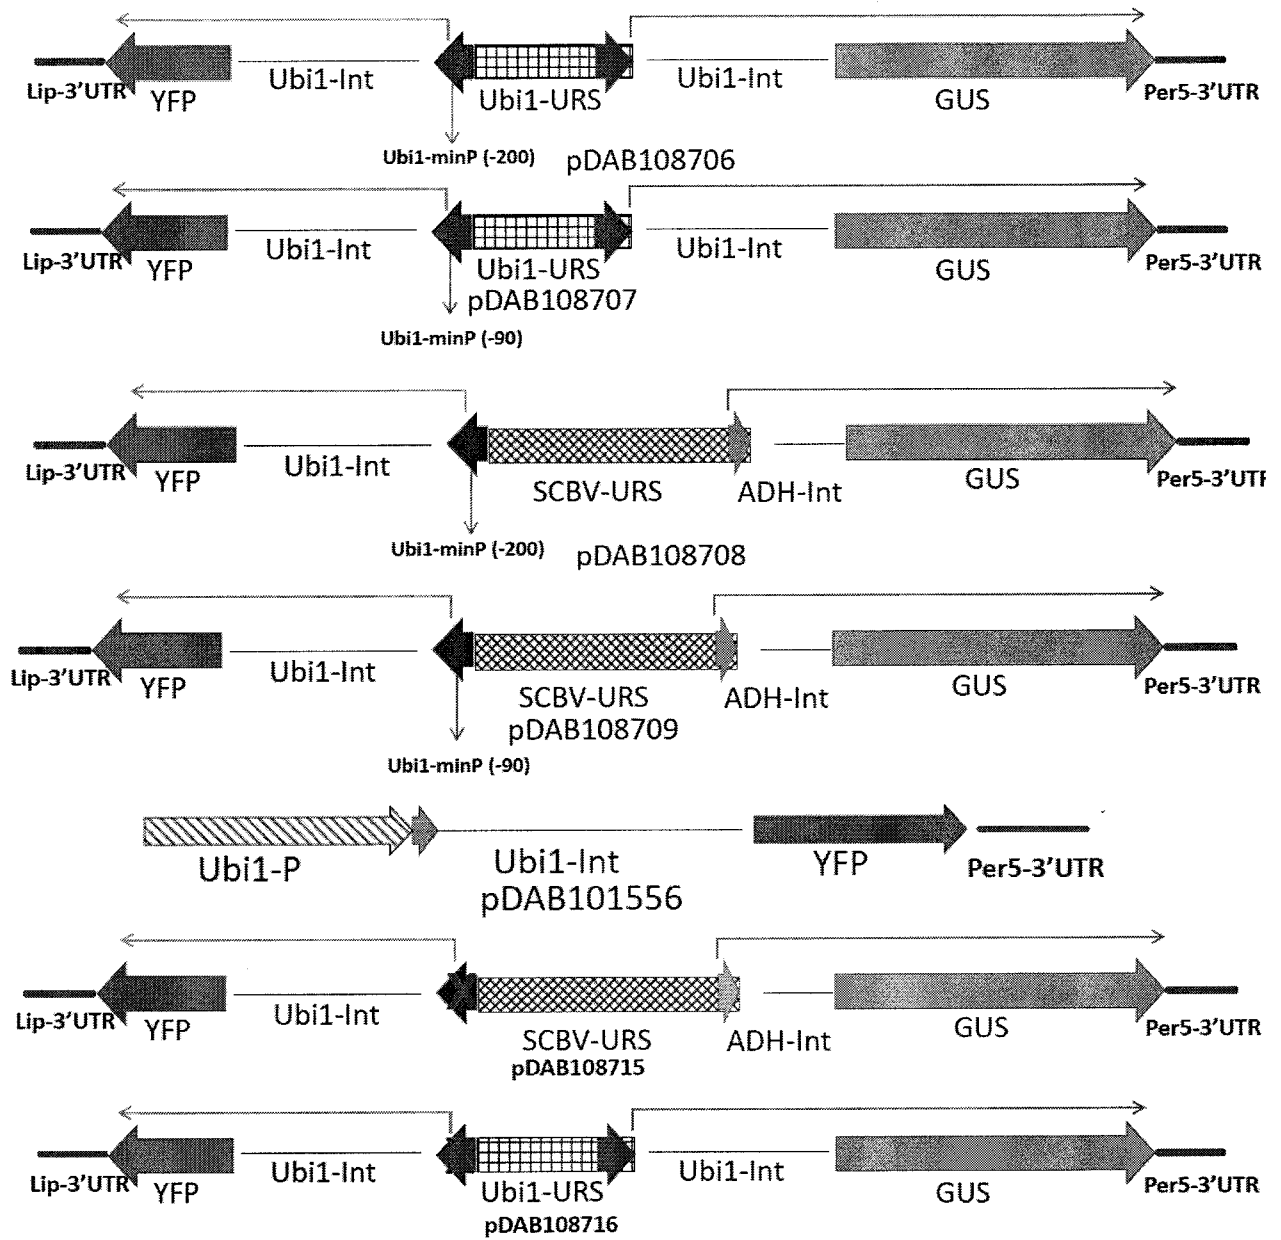 Lip-3'UTR YFP Ubi1-Int Ubi1-URS Ubi1-Int GUS Per5-3'UTR
Ubi1-minP (-200) pDAB108706
Lip-3'UTR YFP Ubi1-Int Ubi1-URS Ubi1-Int GUS Per5-3'UTR
pDAB108707
Ubi1-minP (-90)
Lip-3'UTR YFP Ubi1-Int SCBV-URS ADH-Int GUS Per5-3'UTR
Ubi1-minP (-200) pDAB108708
Lip-3'UTR YFP Ubi1-Int SCBV-URS ADH-Int GUS Per5-3'UTR
pDAB108709
Ubi1-minP (-90)
Ubi1-P Ubi1-Int YFP Per5-3'UTR
pDAB101556
Lip-3'UTR YFP Ubi1-Int SCBV-URS ADH-Int GUS Per5-3'UTR
pDAB108715
Lip-3'UTR YFP Ubi1-Int Ubi1-URS Ubi1-Int GUS Per5-3'UTR
pDAB108716